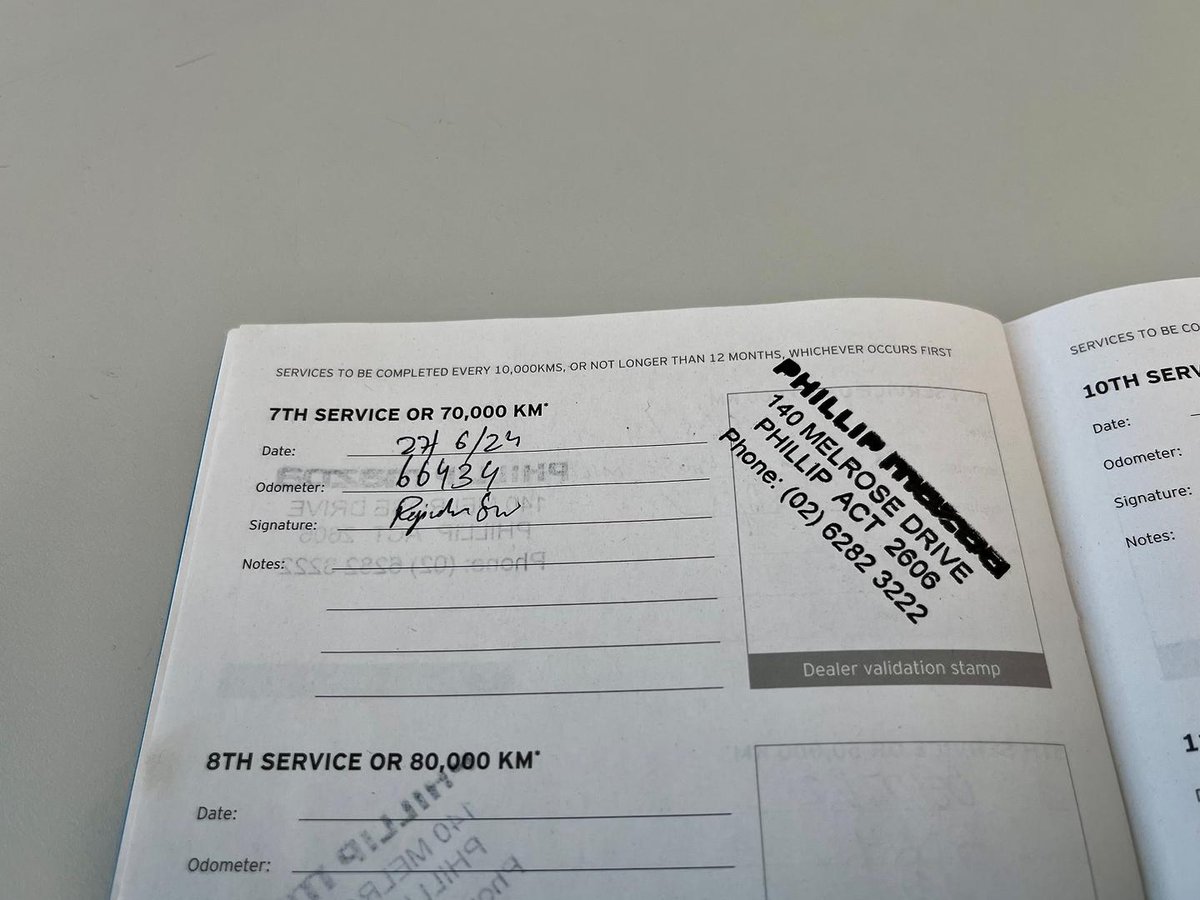 SERVICES TO BE COMPLETED EVERY 10,000KMS, OR NOT LONGER THAN 12 MONTHS, WHICHEVER OCCURS FIRST
7TH SERVICE OR 70,000 KM*
Date: 27/6/24
Odometer: 66434
Signature:
Notes:
PHILLIP mazda
140 MELROSE DRIVE
PHILLIP ACT 2606
Phone: (02) 6282 3222
Dealer validation stamp
8TH SERVICE OR 80,000 KM*
Date:
Odometer:
SERVICES TO BE
10TH
Date:
Odometer:
Signature:
Notes: